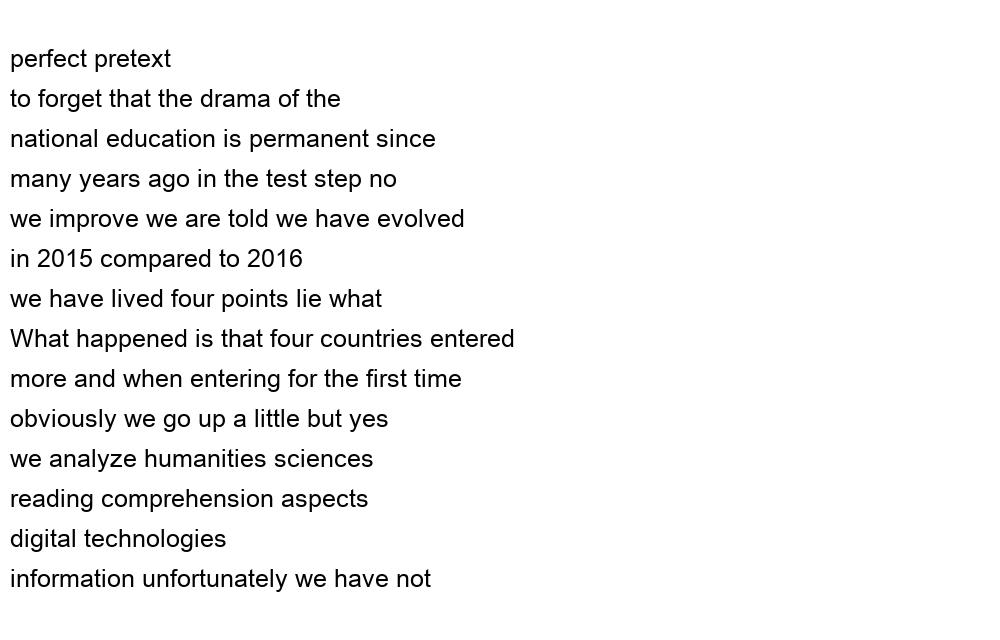 perfect pretext
to forget that the drama of the
national education is permanent since
many years ago in the test step no
we improve we are told we have evolved
in 2015 compared to 2016
we have lived four points lie what
What happened is that four countries entered
more and when entering for the first time
obviously we go up a little but yes
we analyze humanities sciences
reading comprehension aspects
digital technologies
information unfortunately we have not